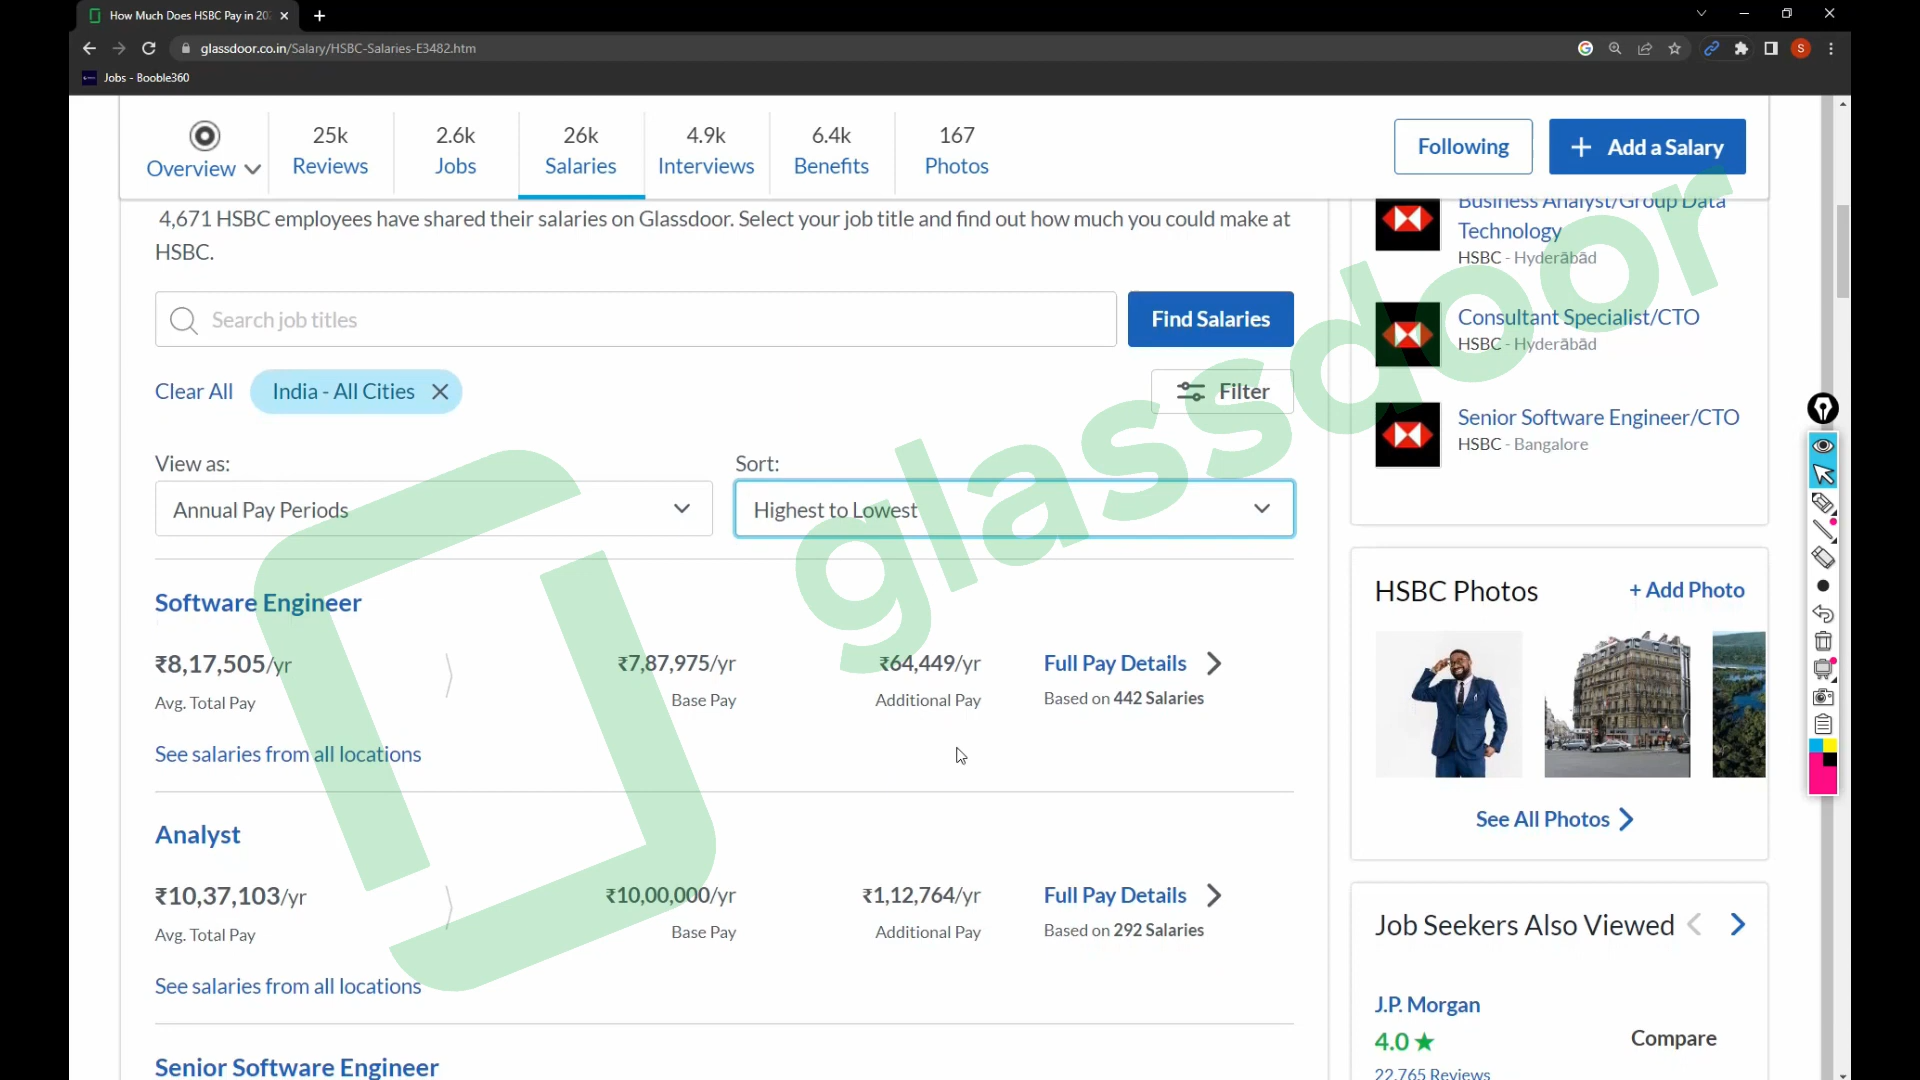 How Much Does HSBC Pay in 20
glassdoor.co.in/Salary/HSBC-Salaries-E3482.htm
S
Jobs - Booble360
Overview
25k
Reviews
2.6k
Jobs
26k
Salaries
4.9k
Interviews
6.4k
Benefits
167
Photos
Following
+ Add a Salary
4,671 HSBC employees have shared their salaries on Glassdoor. Select your job title and find out how much you could make at
HSBC.
Search job titles
Find Salaries
Clear All
India - All Cities
Filter
View as:
Annual Pay Periods
Sort:
Highest to Lowest
Software Engineer
₹8,17,505/yr
Avg. Total Pay
₹7,87,975/yr
Base Pay
₹64,449/yr
Additional Pay
Full Pay Details
Based on 442 Salaries
See salaries from all locations
Analyst
₹10,37,103/yr
Avg. Total Pay
₹10,00,000/yr
Base Pay
₹1,12,764/yr
Additional Pay
Full Pay Details
Based on 292 Salaries
See salaries from all locations
Senior Software Engineer
Business Analyst/Group Data
Technology
HSBC - Hyderābād
Consultant Specialist/CTO
HSBC - Hyderābād
Senior Software Engineer/CTO
HSBC - Bangalore
HSBC Photos
+ Add Photo
See All Photos
Job Seekers Also Viewed
J.P. Morgan
4.0 ★
Compare
22,765 Reviews
glassdoor